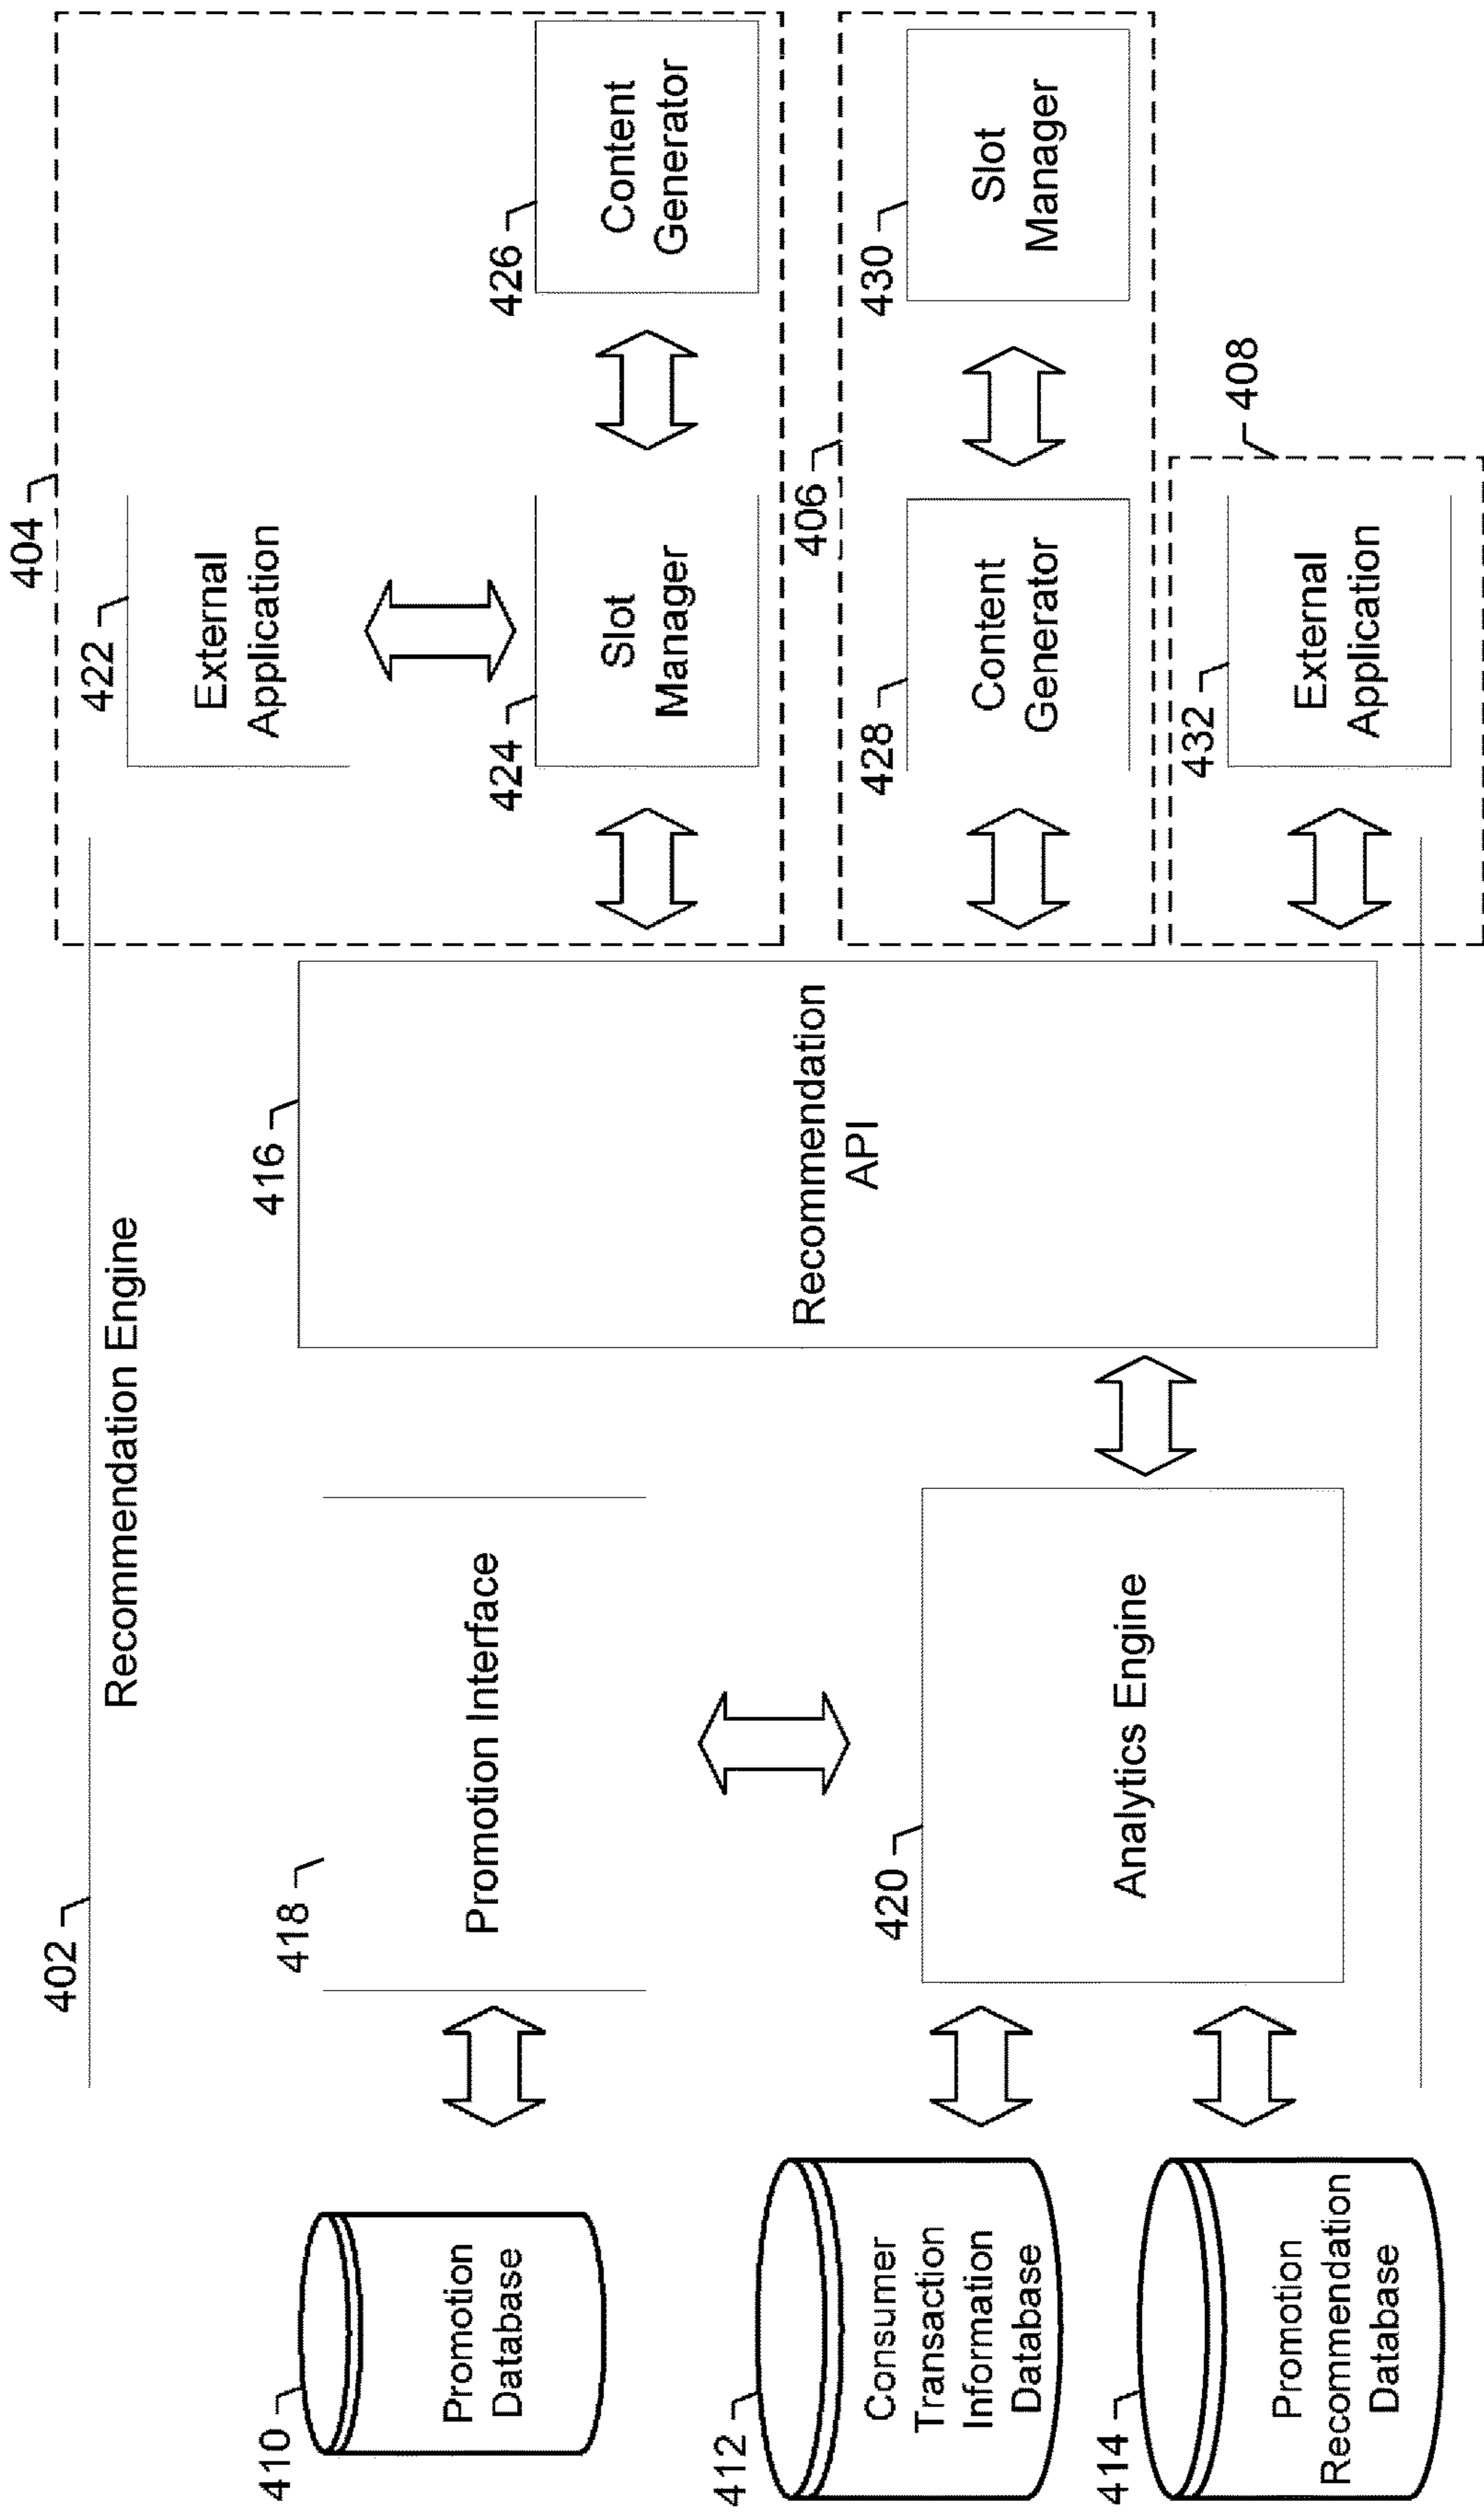 402
Recommendation Engine
404
422
External
Application
410
Promotion
Database
418
Promotion Interface
416
Recommendation
API
424
Slot
Manager
426
Content
Generator
406
412
Consumer
Transaction
Information
Database
420
Analytics Engine
428
Content
Generator
430
Slot
Manager
408
414
Promotion
Recommendation
Database
432
External
Application